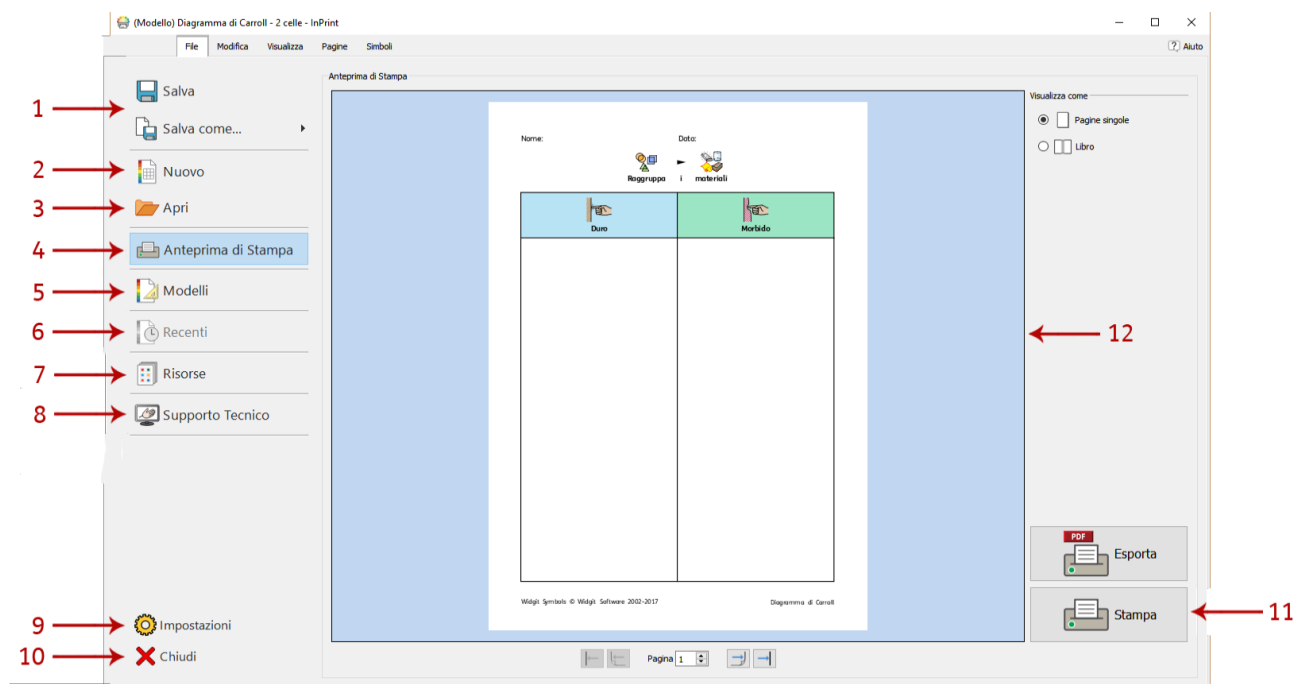 (Modello) Diagramma di Carroll - 2 celle - InPrint
File Modifica Visualizza Pagine Simboli Aiuto
Anteprima di Stampa
Visualizza come
Pagine singole
Libro
1
Salva
Salva come...
2 Nuovo
3 Apri
4 Anteprima di Stampa
5 Modelli
6 Recenti
7 Risorse
8 Supporto Tecnico
9 Impostazioni
10 Chiudi
Nome: Data:
Raggruppa i materiali
Duro Morbido
Widgit Symbols © Widgit Software 2002-2017 Diagramma di Carroll
12
PDF
Esporta
Stampa 11
Pagina 1